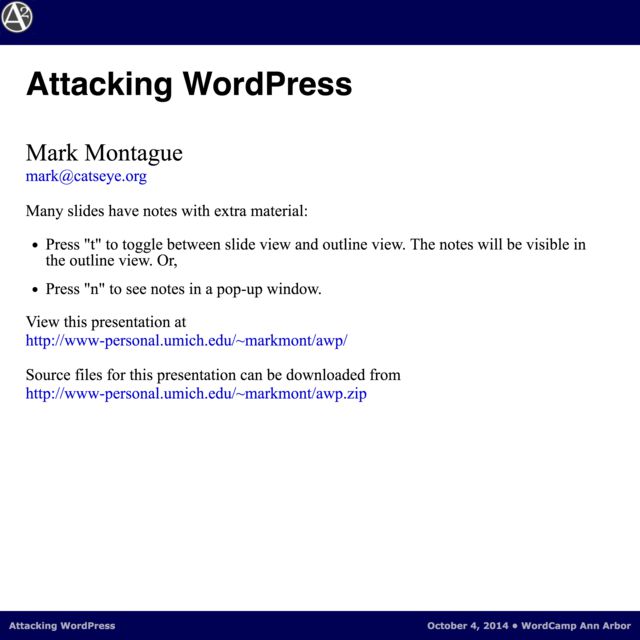 A2
Attacking WordPress
Mark Montague
mark@catseye.org
Many slides have notes with extra material:
• Press "t" to toggle between slide view and outline view. The notes will be visible in
the outline view. Or,
• Press "n" to see notes in a pop-up window.
View this presentation at
http://www-personal.umich.edu/~markmont/awp/
Source files for this presentation can be downloaded from
http://www-personal.umich.edu/~markmont/awp.zip
Attacking WordPress
October 4, 2014 • WordCamp Ann Arbor